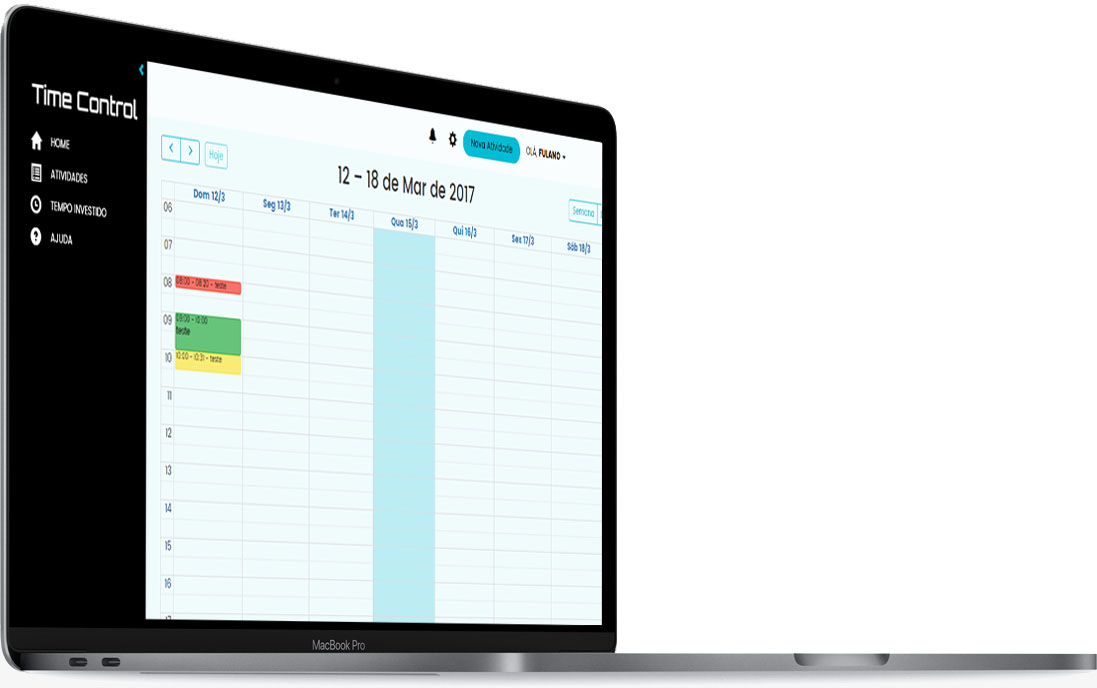 Time Control
HOME
ATIVIDADES
TEMPO INVESTIDO
AJUDA
Nova Atividade
OLÁ, FULANO
Hoje
12 – 18 de Mar de 2017
Semana
Dom 12/3
Seg 13/3
Ter 14/3
Qua 15/3
Qui 16/3
Sex 17/3
Sáb 18/3
06
07
08
08:00 - 08:20 - teste
09
09:00 - 10:00
teste
10
10:00 - 10:31 - teste
11
12
13
14
15
16
MacBook Pro